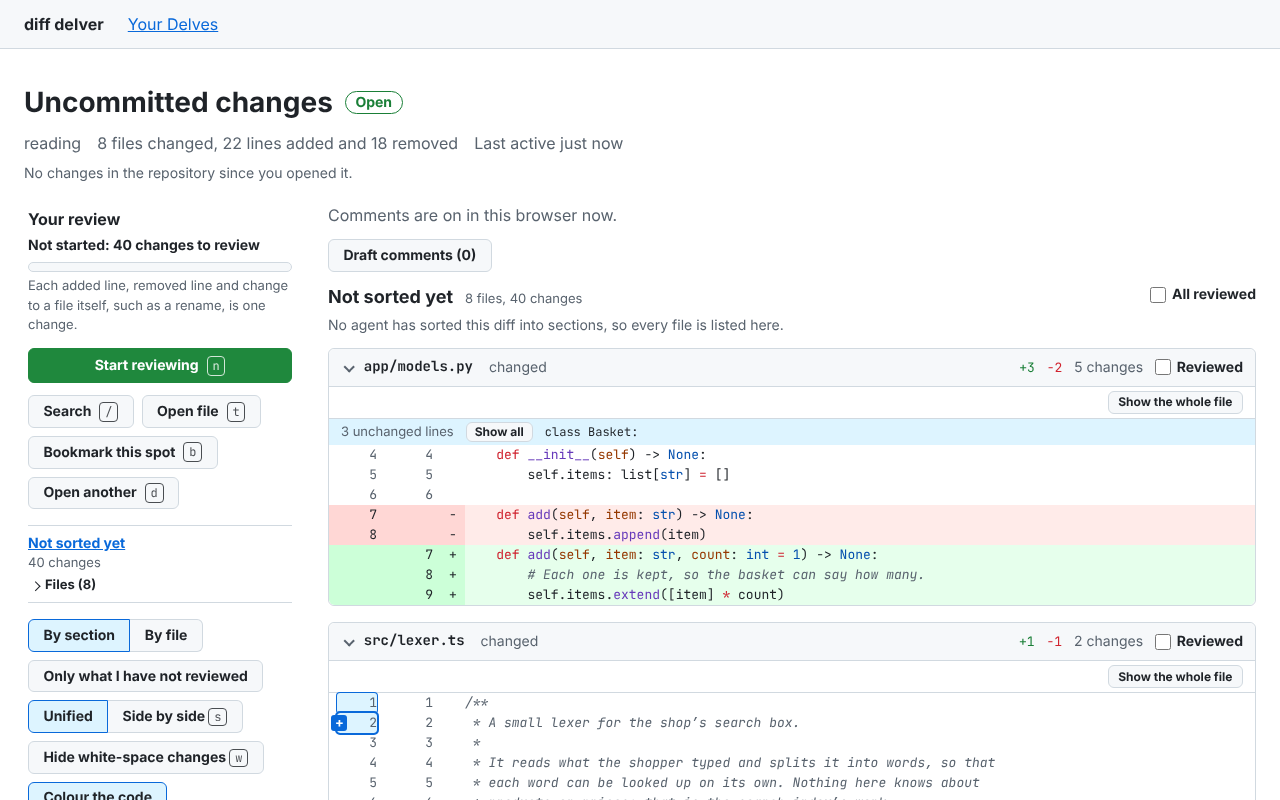 diff delver Your Delves
Uncommitted changes Open
reading 8 files changed, 22 lines added and 18 removed Last active just now
No changes in the repository since you opened it.
Your review
Not started: 40 changes to review
Each added line, removed line and change
to a file itself, such as a rename, is one
change.
Start reviewing n
Search / Open file t
Bookmark this spot b
Open another d
Not sorted yet
40 changes
Files (8)
By section By file
Only what I have not reviewed
Unified Side by side s
Hide white-space changes w
Colour the code
Comments are on in this browser now.
Draft comments (0)
Not sorted yet 8 files, 40 changes All reviewed
No agent has sorted this diff into sections, so every file is listed here.
app/models.py changed +3 -2 5 changes Reviewed
Show the whole file
3 unchanged lines Show all class Basket:
4 4 def __init__(self) -> None:
5 5 self.items: list[str] = []
6 6
7 - def add(self, item: str) -> None:
8 - self.items.append(item)
7 + def add(self, item: str, count: int = 1) -> None:
8 + # Each one is kept, so the basket can say how many.
9 + self.items.extend([item] * count)
src/lexer.ts changed +1 -1 2 changes Reviewed
Show the whole file
1 1 /**
+ 2 2 * A small lexer for the shop's search box.
3 3 *
4 4 * It reads what the shopper typed and splits it into words, so that
5 5 * each word can be looked up on its own. Nothing here knows about